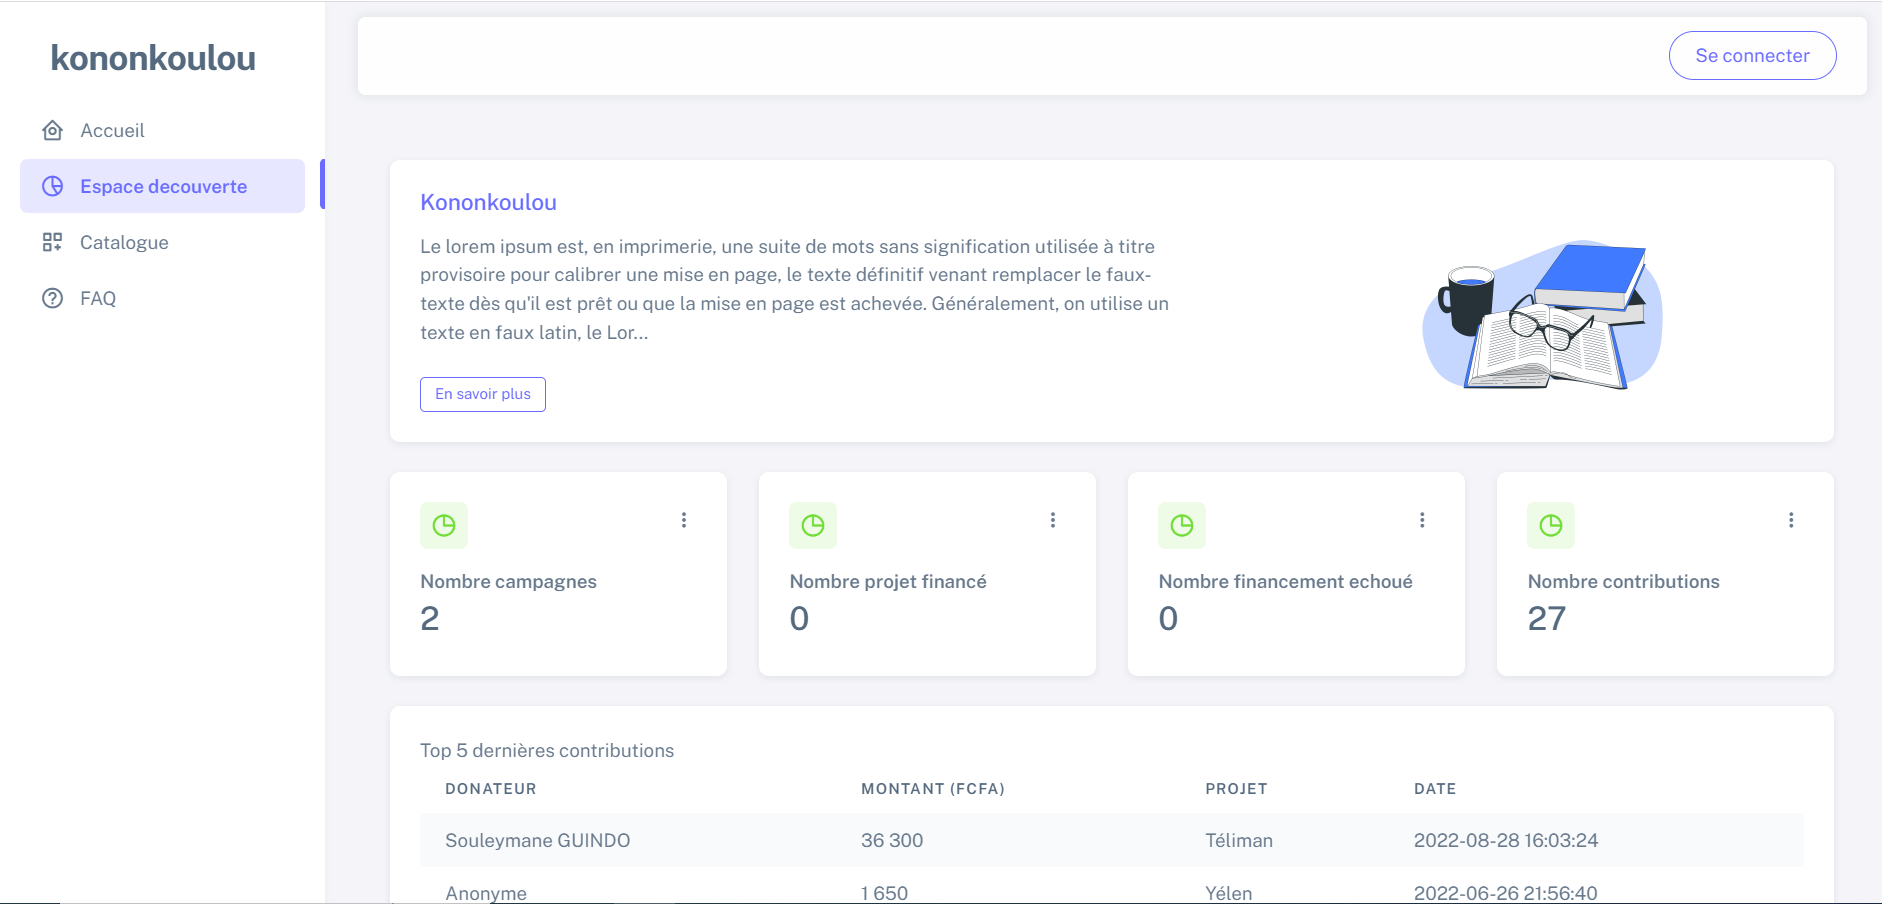 kononkoulou
Accueil
Espace decouverte
Catalogue
FAQ
Se connecter
Kononkoulou
Le lorem ipsum est, en imprimerie, une suite de mots sans signification utilisée à titre
provisoire pour calibrer une mise en page, le texte définitif venant remplacer le faux-
texte dès qu'il est prêt ou que la mise en page est achevée. Généralement, on utilise un
texte en faux latin, le Lor...
En savoir plus
Nombre campagnes
2
Nombre projet financé
0
Nombre financement echoué
0
Nombre contributions
27
Top 5 dernières contributions
DONATEUR MONTANT (FCFA) PROJET DATE
Souleymane GUINDO 36 300 Téliman 2022-08-28 16:03:24
Anonyme 1 650 Yélen 2022-06-26 21:56:40